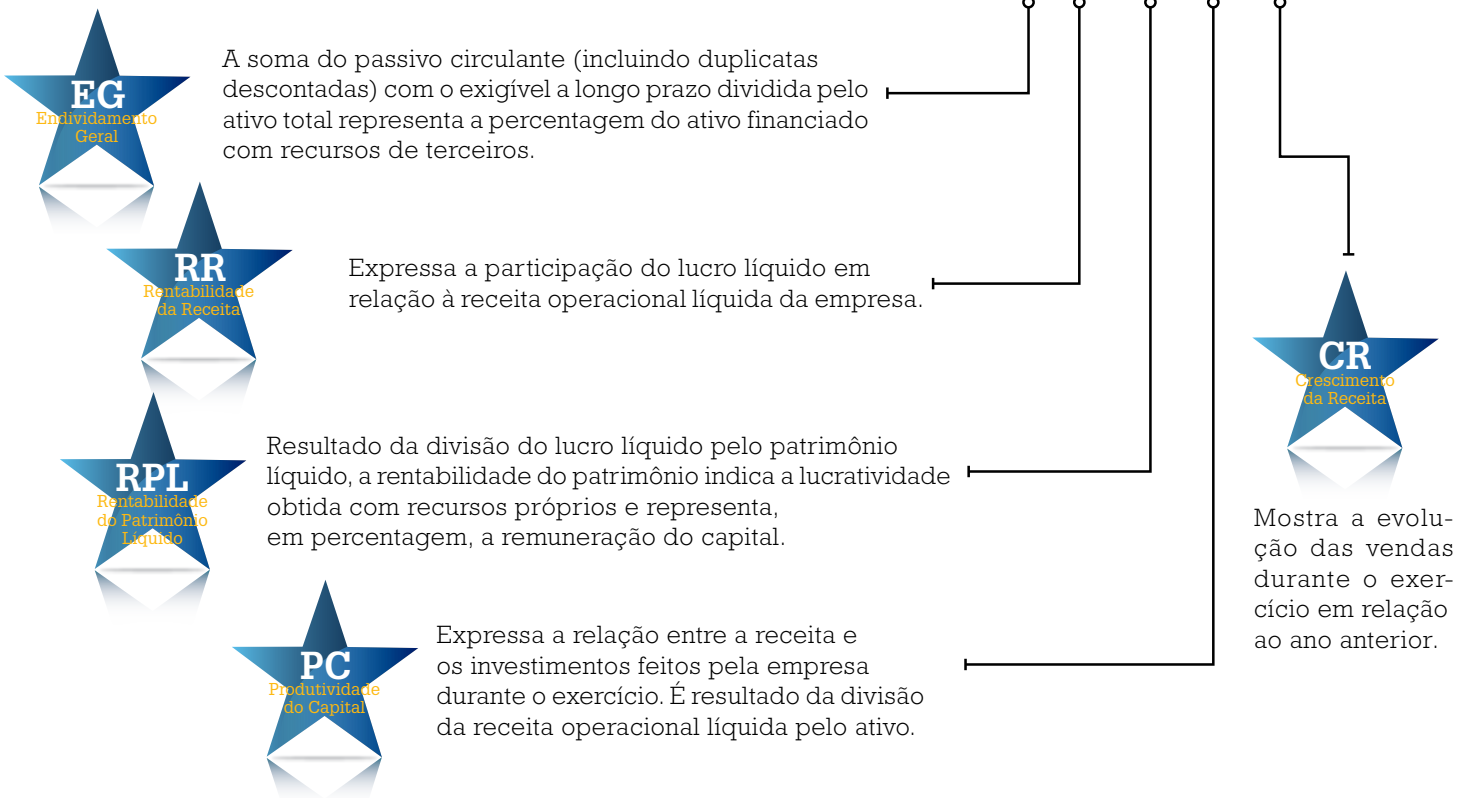 EG
Endividamento
Geral
A soma do passivo circulante (incluindo duplicatas
descontadas) com o exigível a longo prazo dividida pelo
ativo total representa a percentagem do ativo financiado
com recursos de terceiros.
RR
Rentabilidade
da Receita
Expressa a participação do lucro líquido em
relação à receita operacional líquida da empresa.
RPL
Rentabilidade
do Patrimônio
Líquido
Resultado da divisão do lucro líquido pelo patrimônio
líquido, a rentabilidade do patrimônio indica a lucratividade
obtida com recursos próprios e representa,
em percentagem, a remuneração do capital.
PC
Produtividade
do Capital
Expressa a relação entre a receita e
os investimentos feitos pela empresa
durante o exercício. É resultado da divisão
da receita operacional líquida pelo ativo.
CR
Crescimento
da Receita
Mostra a evolu-
ção das vendas
durante o exer-
cício em relação
ao ano anterior.